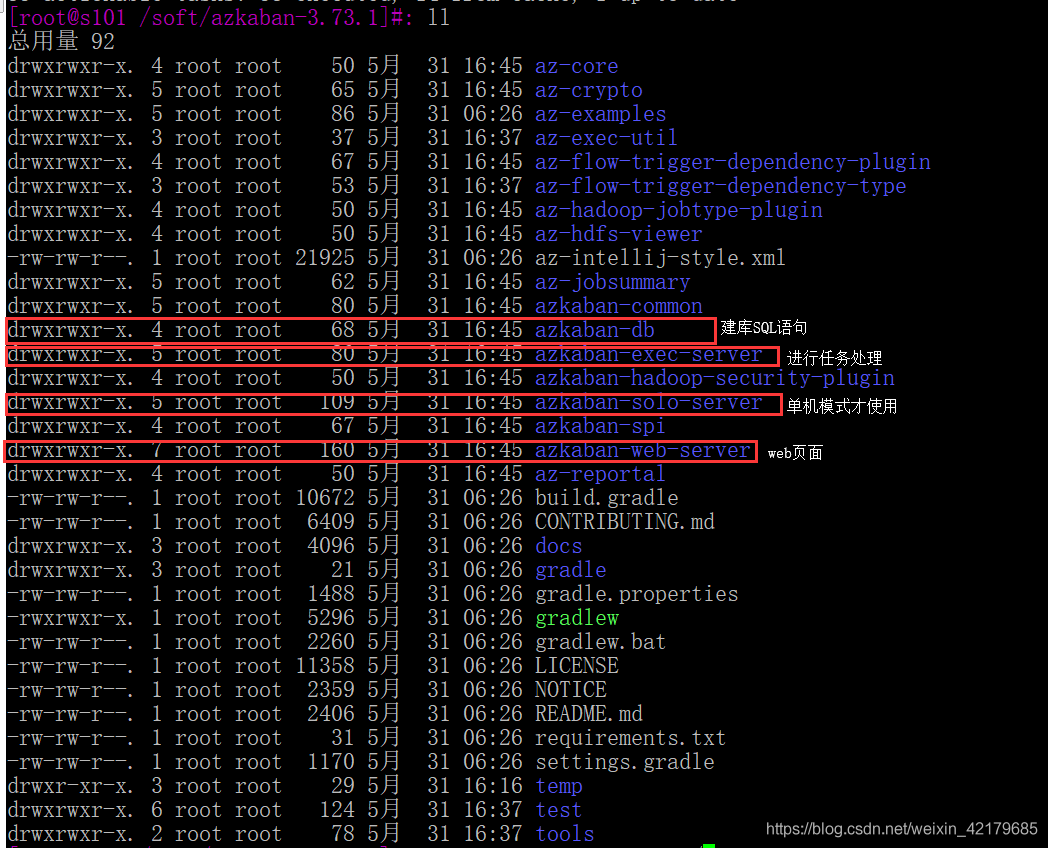 [root@s101 /soft/azkaban-3.73.1]#: ll
总用量 92
drwxrwxr-x. 4 root root    50 5月  31 16:45 az-core
drwxrwxr-x. 5 root root    65 5月  31 16:45 az-crypto
drwxrwxr-x. 5 root root    86 5月  31 06:26 az-examples
drwxrwxr-x. 3 root root    37 5月  31 16:37 az-exec-util
drwxrwxr-x. 4 root root    67 5月  31 16:45 az-flow-trigger-dependency-plugin
drwxrwxr-x. 3 root root    53 5月  31 16:37 az-flow-trigger-dependency-type
drwxrwxr-x. 4 root root    50 5月  31 16:45 az-hadoop-jobtype-plugin
drwxrwxr-x. 4 root root    50 5月  31 16:45 az-hdfs-viewer
-rw-rw-r--. 1 root root 21925 5月  31 06:26 az-intellij-style.xml
drwxrwxr-x. 5 root root    62 5月  31 16:45 az-jobsummary
drwxrwxr-x. 5 root root    80 5月  31 16:45 azkaban-common
drwxrwxr-x. 4 root root    68 5月  31 16:45 azkaban-db 建库SQL语句
drwxrwxr-x. 5 root root    80 5月  31 16:45 azkaban-exec-server 进行任务处理
drwxrwxr-x. 4 root root    50 5月  31 16:45 azkaban-hadoop-security-plugin
drwxrwxr-x. 5 root root   109 5月  31 16:45 azkaban-solo-server 单机模式才使用
drwxrwxr-x. 4 root root    67 5月  31 16:45 azkaban-spi
drwxrwxr-x. 7 root root   160 5月  31 16:45 azkaban-web-server web页面
drwxrwxr-x. 4 root root    50 5月  31 16:45 az-reportal
-rw-rw-r--. 1 root root 10672 5月  31 06:26 build.gradle
-rw-rw-r--. 1 root root  6409 5月  31 06:26 CONTRIBUTING.md
drwxrwxr-x. 3 root root  4096 5月  31 06:26 docs
drwxrwxr-x. 3 root root    21 5月  31 06:26 gradle
-rw-rw-r--. 1 root root  1488 5月  31 06:26 gradle.properties
-rwxrwxr-x. 1 root root  5296 5月  31 06:26 gradlew
-rw-rw-r--. 1 root root  2260 5月  31 06:26 gradlew.bat
-rw-rw-r--. 1 root root 11358 5月  31 06:26 LICENSE
-rw-rw-r--. 1 root root  2359 5月  31 06:26 NOTICE
-rw-rw-r--. 1 root root  2406 5月  31 06:26 README.md
-rw-rw-r--. 1 root root    31 5月  31 06:26 requirements.txt
-rw-rw-r--. 1 root root  1170 5月  31 06:26 settings.gradle
drwxr-xr-x. 3 root root    29 5月  31 16:16 temp
drwxrwxr-x. 6 root root   124 5月  31 16:37 test
drwxrwxr-x. 2 root root    78 5月  31 16:37 tools
https://blog.csdn.net/weixin_42179685